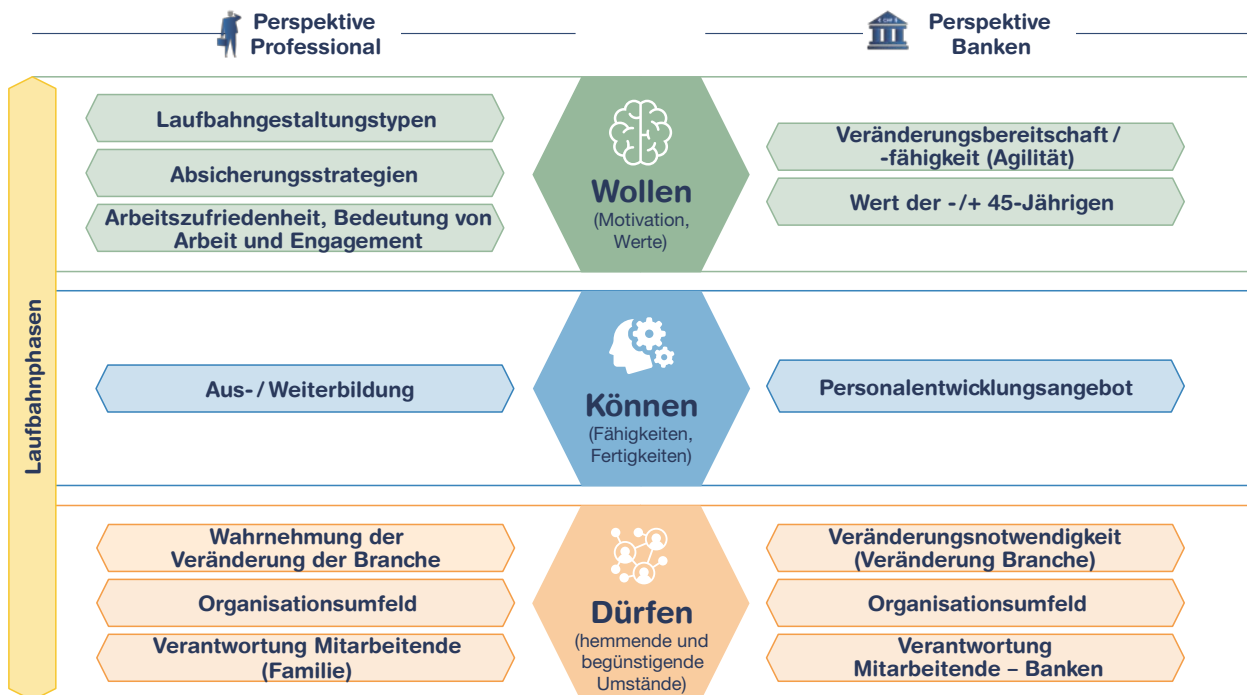 Perspektive
Professional
Perspektive
Banken
Laufbahnphasen
Laufbahngestaltungstypen
Absicherungsstrategien
Arbeitszufriedenheit, Bedeutung von
Arbeit und Engagement
Wollen
(Motivation,
Werte)
Veränderungsbereitschaft /
-fähigkeit (Agilität)
Wert der -/+ 45-Jährigen
Aus- / Weiterbildung
Können
(Fähigkeiten,
Fertigkeiten)
Personalentwicklungsangebot
Wahrnehmung der
Veränderung der Branche
Organisationsumfeld
Verantwortung Mitarbeitende
(Familie)
Dürfen
(hemmende und
begünstigende
Umstände)
Veränderungsnotwendigkeit
(Veränderung Branche)
Organisationsumfeld
Verantwortung
Mitarbeitende – Banken